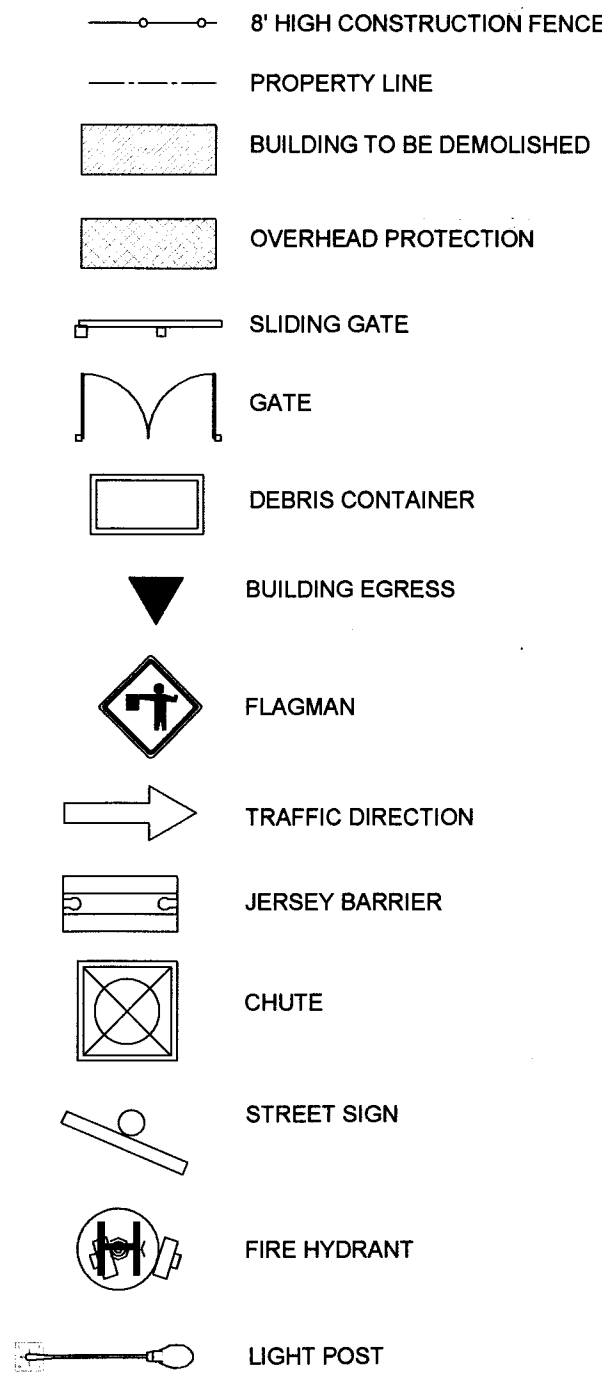 8' HIGH CONSTRUCTION FENCE
PROPERTY LINE
BUILDING TO BE DEMOLISHED
OVERHEAD PROTECTION
SLIDING GATE
GATE
DEBRIS CONTAINER
BUILDING EGRESS
FLAGMAN
TRAFFIC DIRECTION
JERSEY BARRIER
CHUTE
STREET SIGN
H FIRE HYDRANT
LIGHT POST